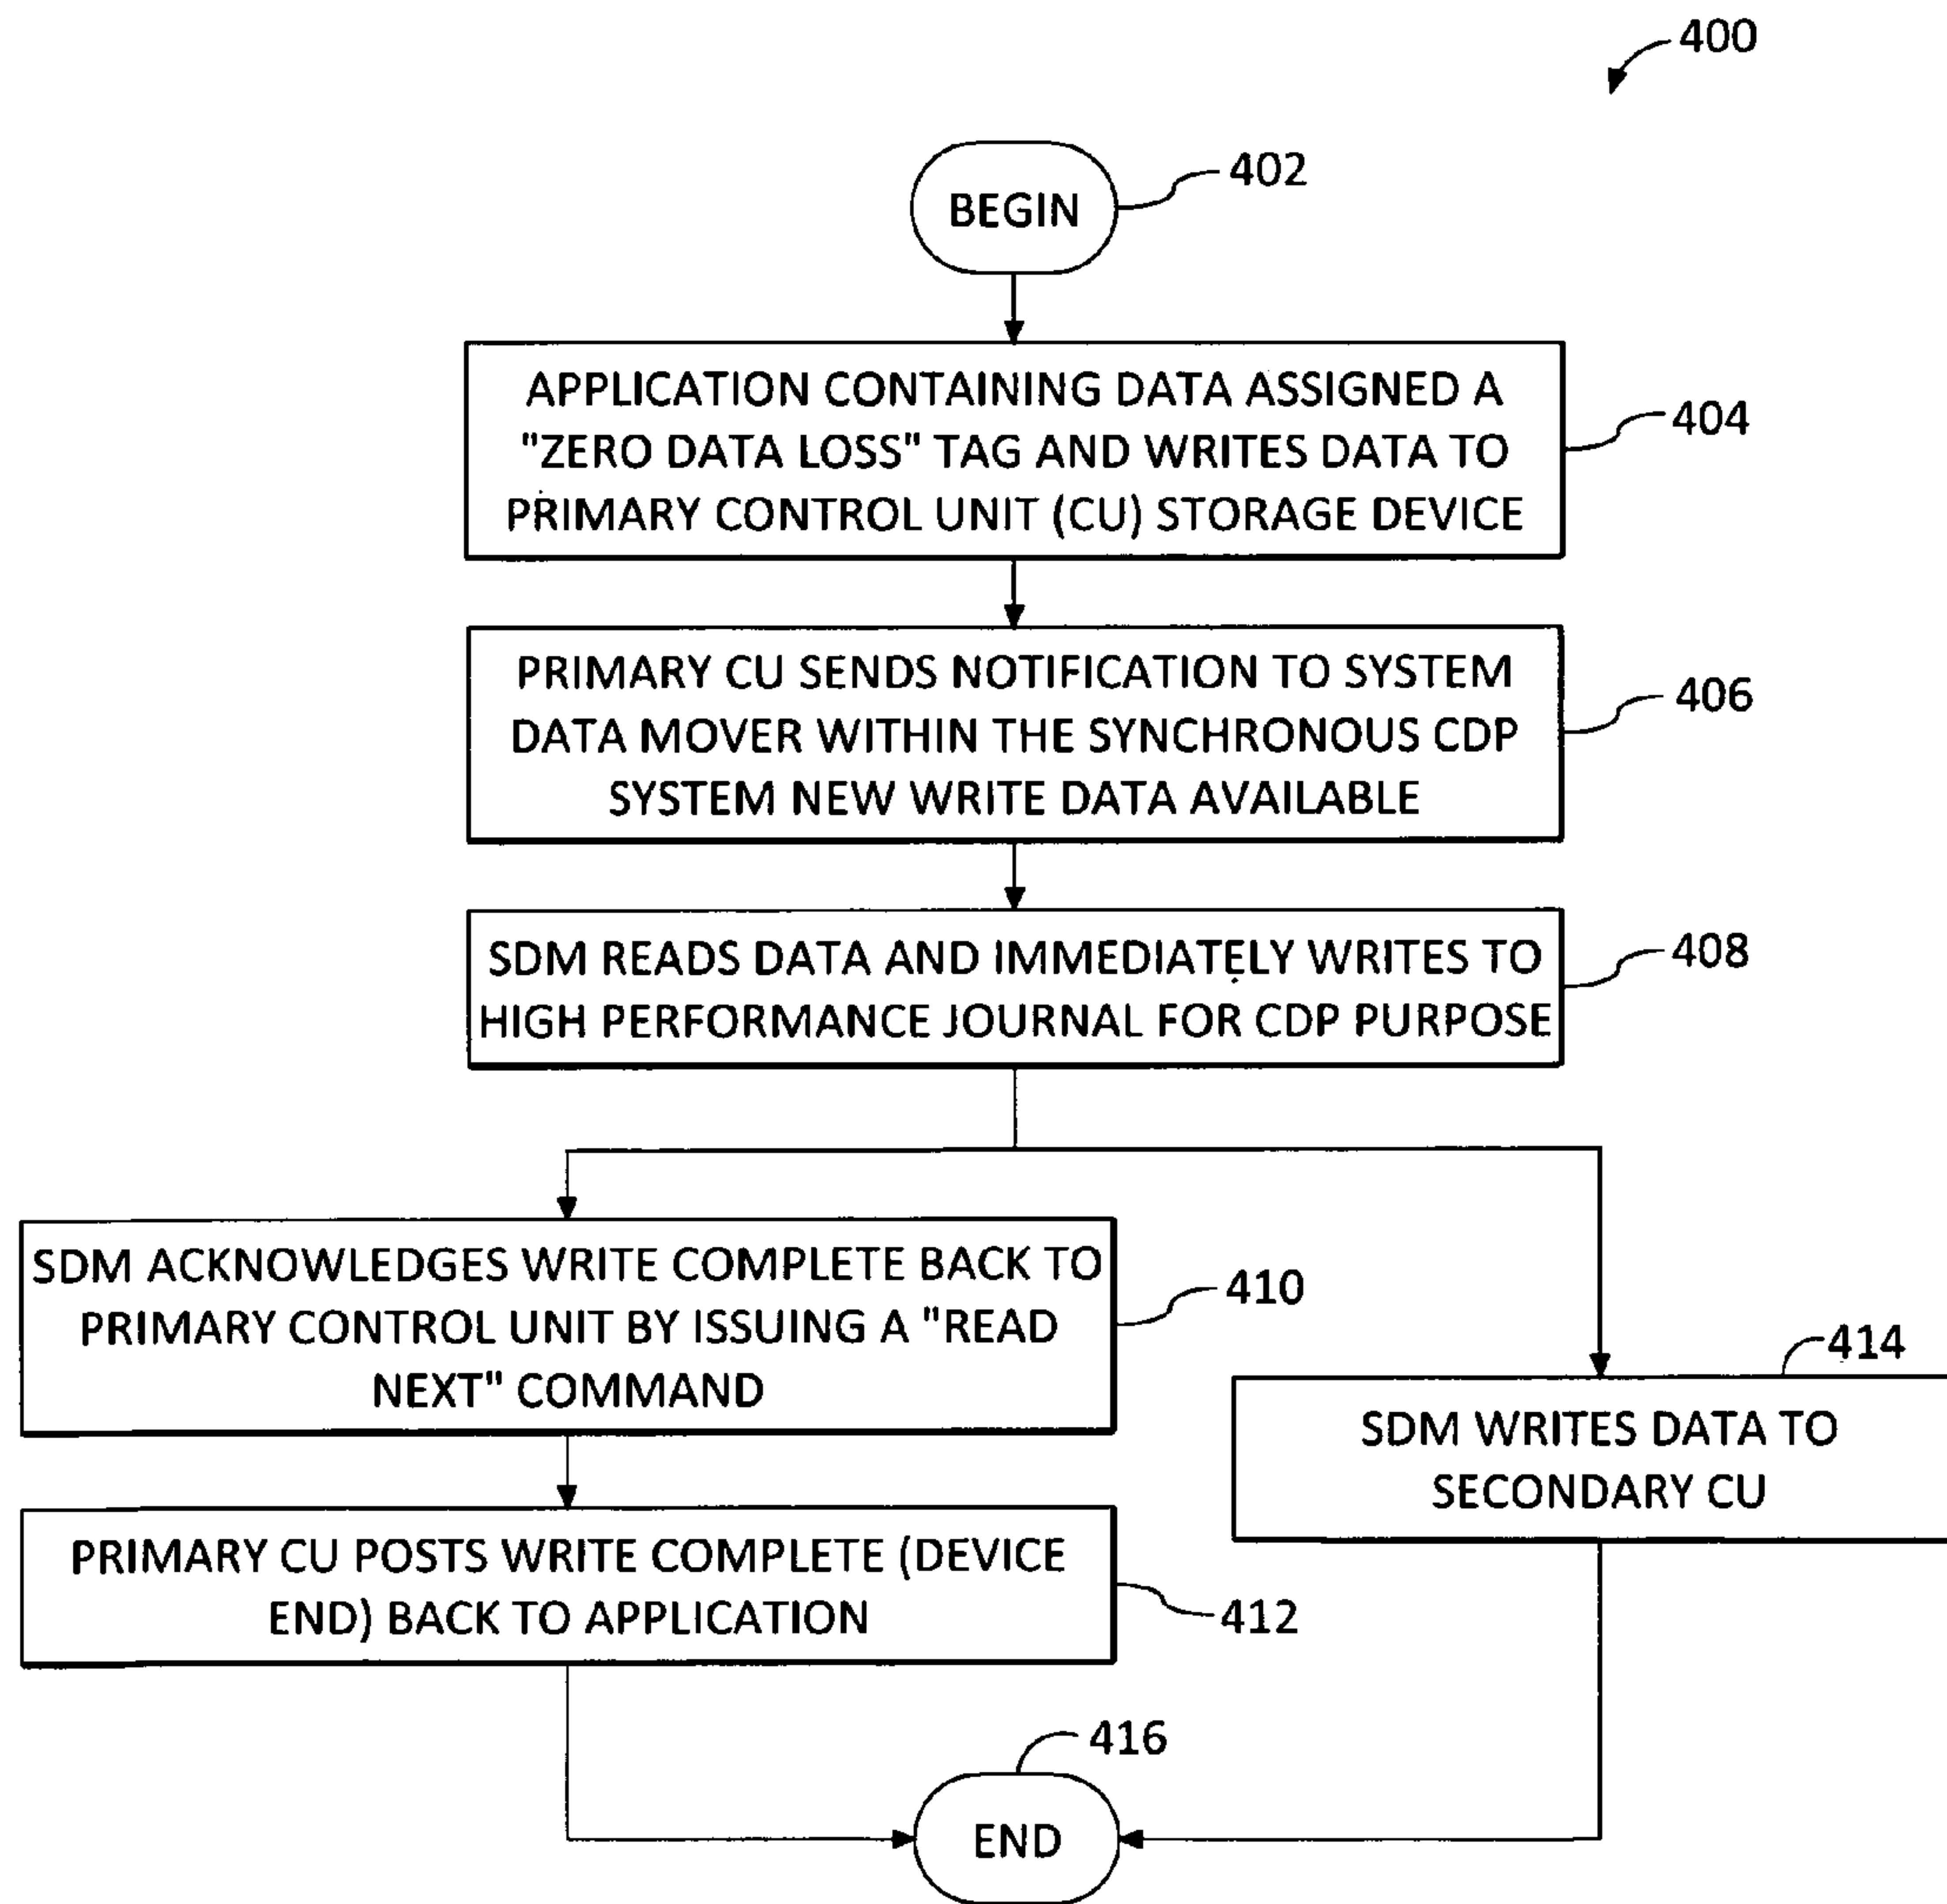 400
BEGIN
402
APPLICATION CONTAINING DATA ASSIGNED A
"ZERO DATA LOSS" TAG AND WRITES DATA TO
PRIMARY CONTROL UNIT (CU) STORAGE DEVICE
404
PRIMARY CU SENDS NOTIFICATION TO SYSTEM
DATA MOVER WITHIN THE SYNCHRONOUS CDP
SYSTEM NEW WRITE DATA AVAILABLE
406
SDM READS DATA AND IMMEDIATELY WRITES TO
HIGH PERFORMANCE JOURNAL FOR CDP PURPOSE
408
SDM ACKNOWLEDGES WRITE COMPLETE BACK TO
PRIMARY CONTROL UNIT BY ISSUING A "READ
NEXT" COMMAND
410
PRIMARY CU POSTS WRITE COMPLETE (DEVICE
END) BACK TO APPLICATION
412
414
SDM WRITES DATA TO
SECONDARY CU
416
END